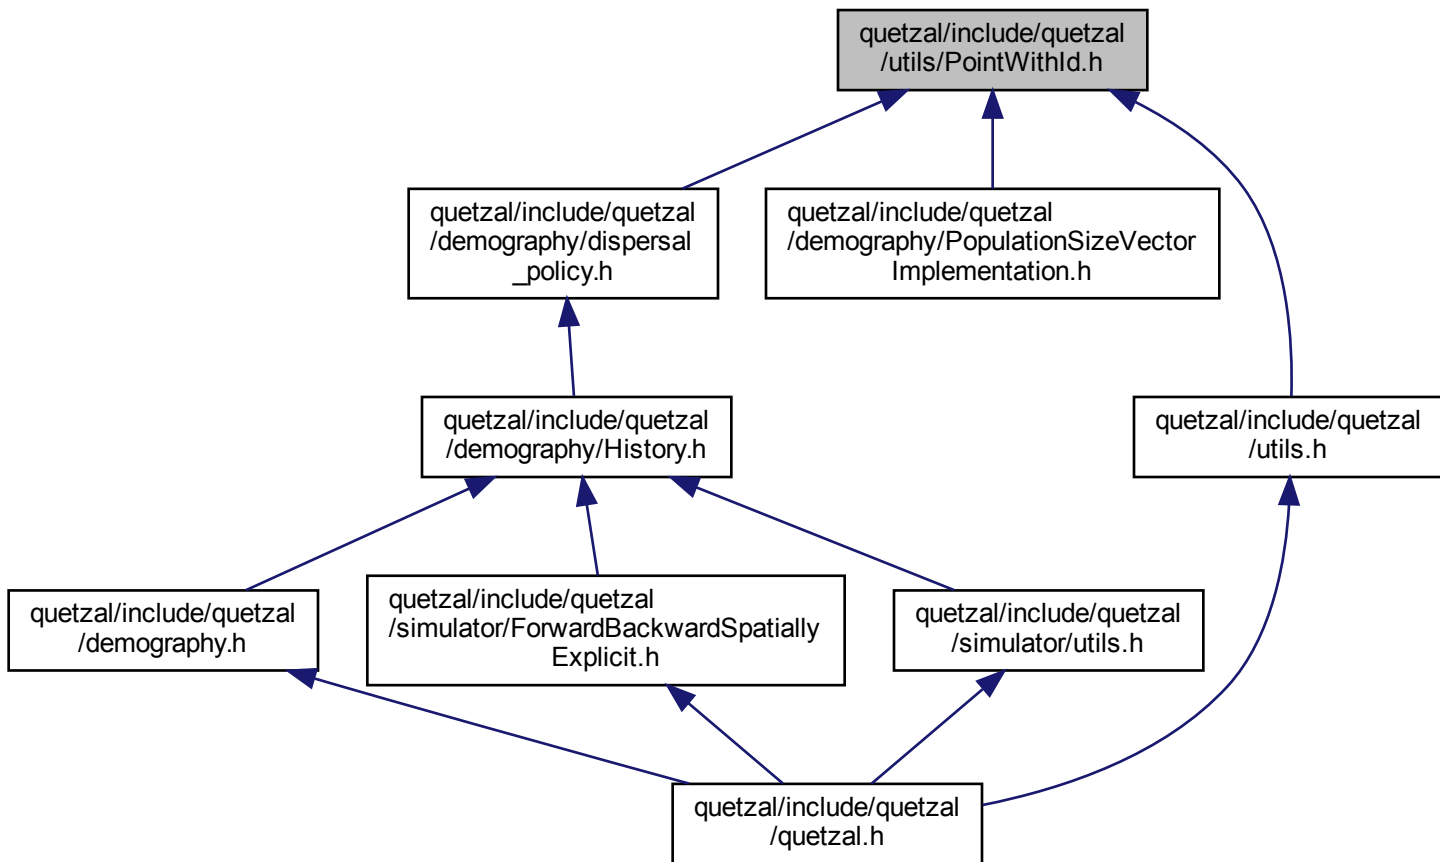 quetzal/include/quetzal
/utils/PointWithId.h
quetzal/include/quetzal
/demography/dispersal
_policy.h
quetzal/include/quetzal
/demography/PopulationSizeVector
Implementation.h
quetzal/include/quetzal
/demography/History.h
quetzal/include/quetzal
/utils.h
quetzal/include/quetzal
/demography.h
quetzal/include/quetzal
/simulator/ForwardBackwardSpatially
Explicit.h
quetzal/include/quetzal
/simulator/utils.h
quetzal/include/quetzal
/quetzal.h